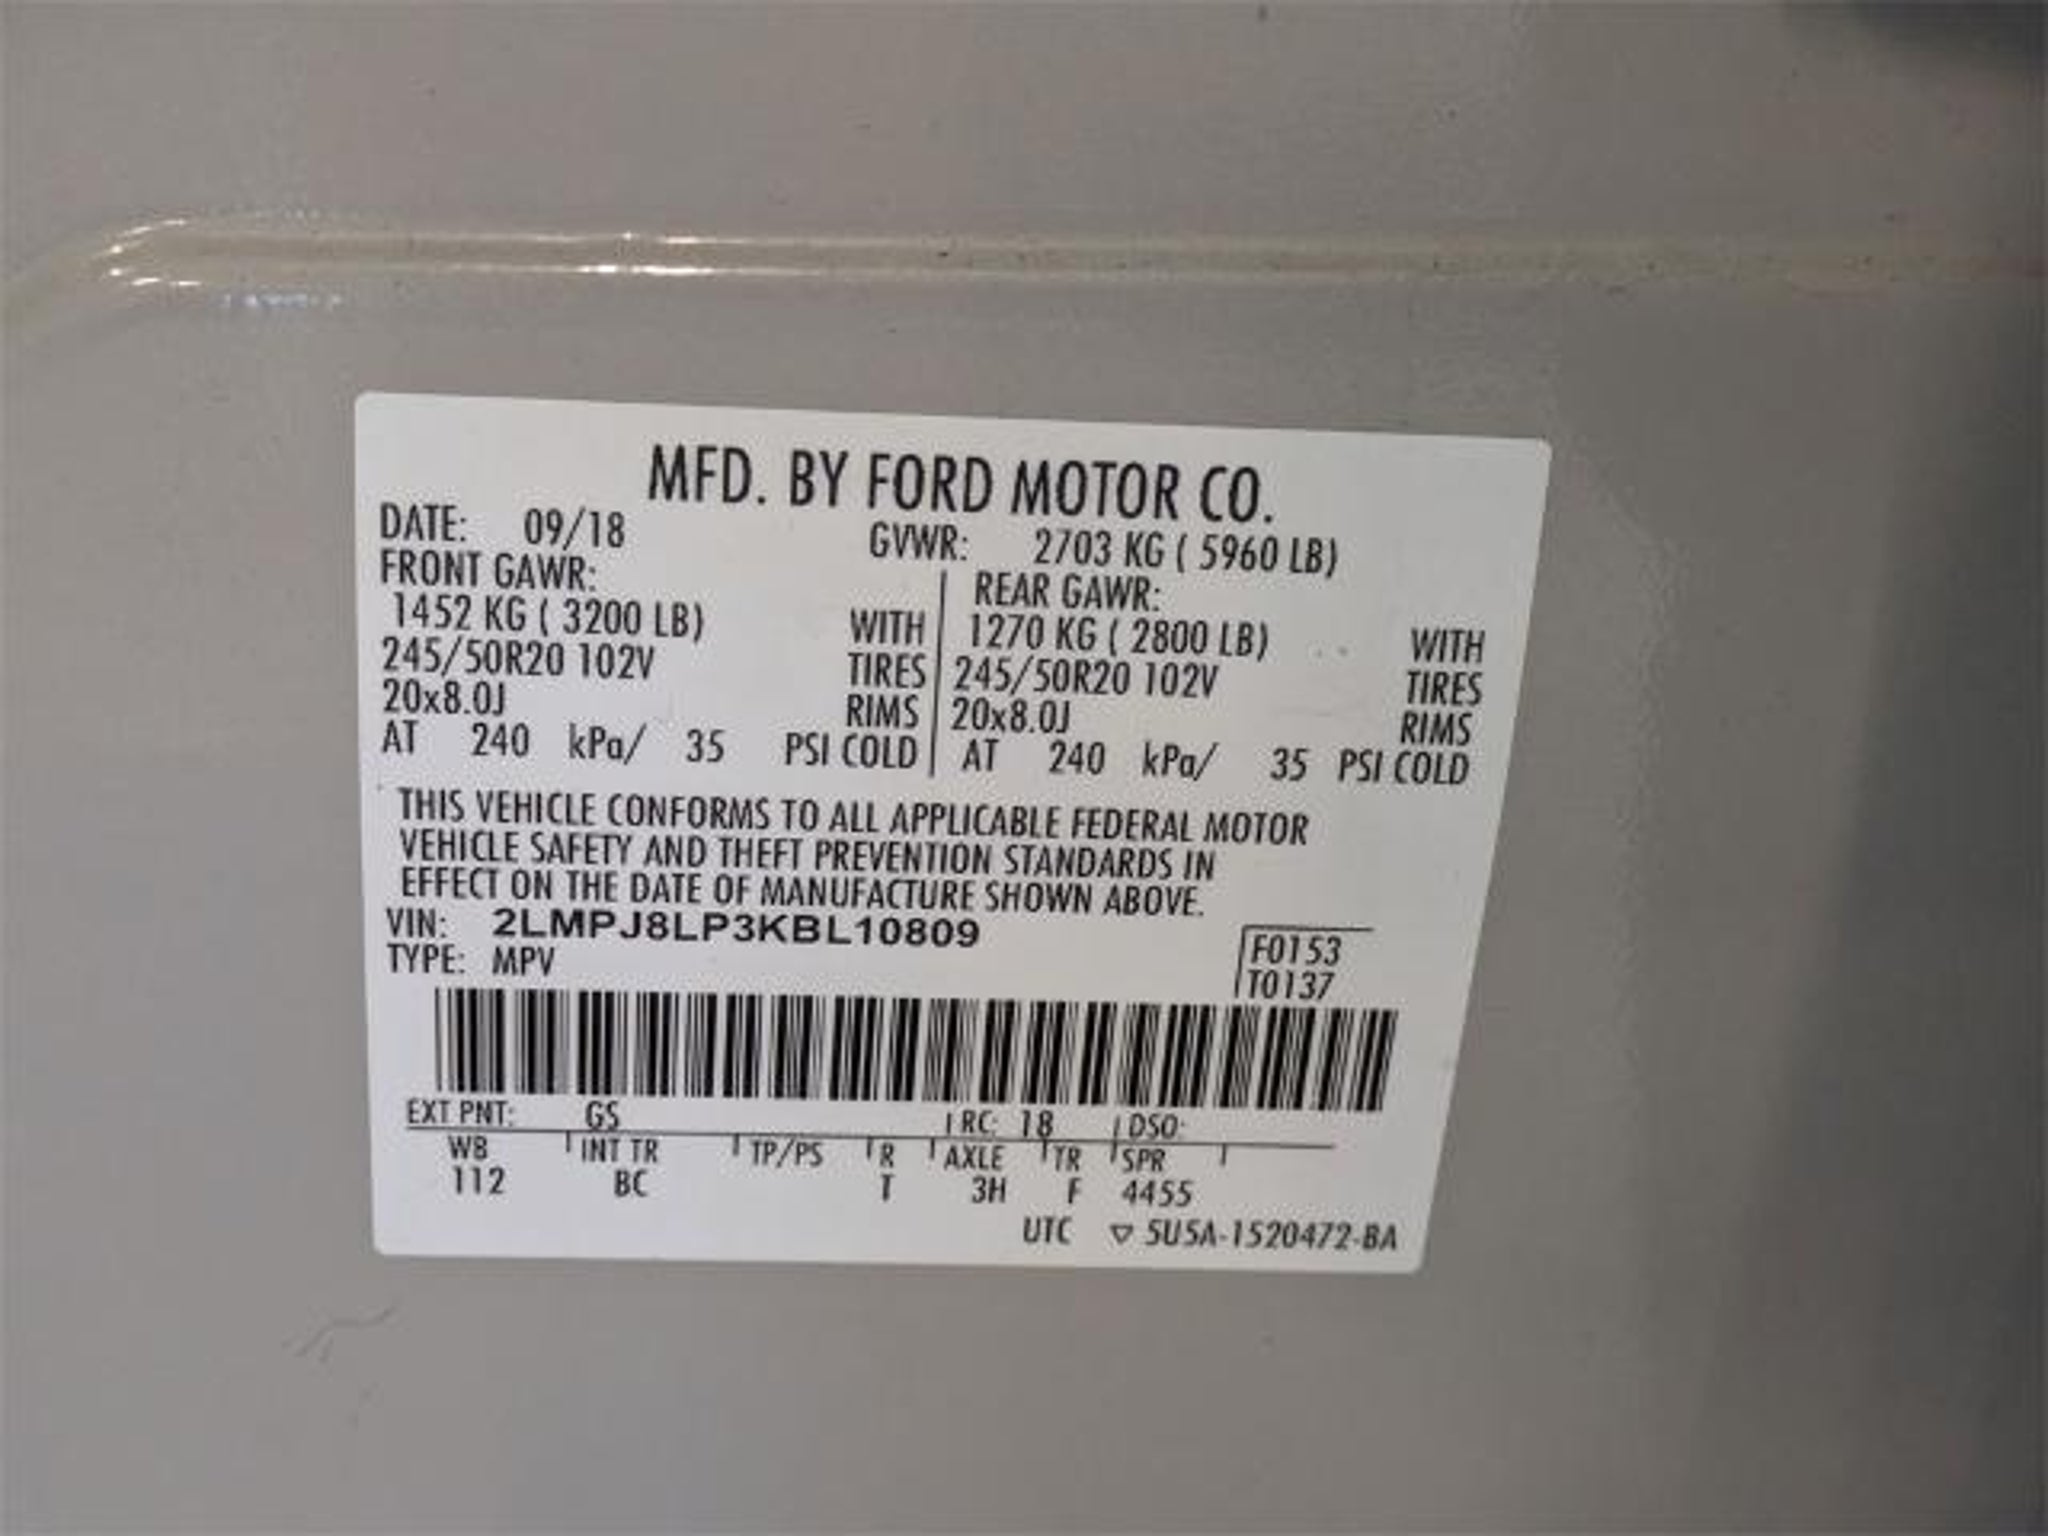 MFD. BY FORD MOTOR CO.
DATE: 09/18 GVWR: 2703 KG ( 5960 LB)
FRONT GAWR: REAR GAWR:
1452 KG ( 3200 LB) WITH 1270 KG ( 2800 LB) WITH
245/50R20 102V TIRES 245/50R20 102V TIRES
20x8.0J RIMS 20x8.0J RIMS
AT 240 kPa/ 35 PSI COLD AT 240 kPa/ 35 PSI COLD
THIS VEHICLE CONFORMS TO ALL APPLICABLE FEDERAL MOTOR
VEHICLE SAFETY AND THEFT PREVENTION STANDARDS IN
EFFECT ON THE DATE OF MANUFACTURE SHOWN ABOVE.
VIN: 2LMPJ8LP3KBL10809
TYPE: MPV
F0153
T0137
EXT PNT: GS RC: 18 DSO:
WB INT TR TP/PS R AXLE TR SPR
112 BC T 3H F 4455
UTC ▽ 5U5A-1520472-BA